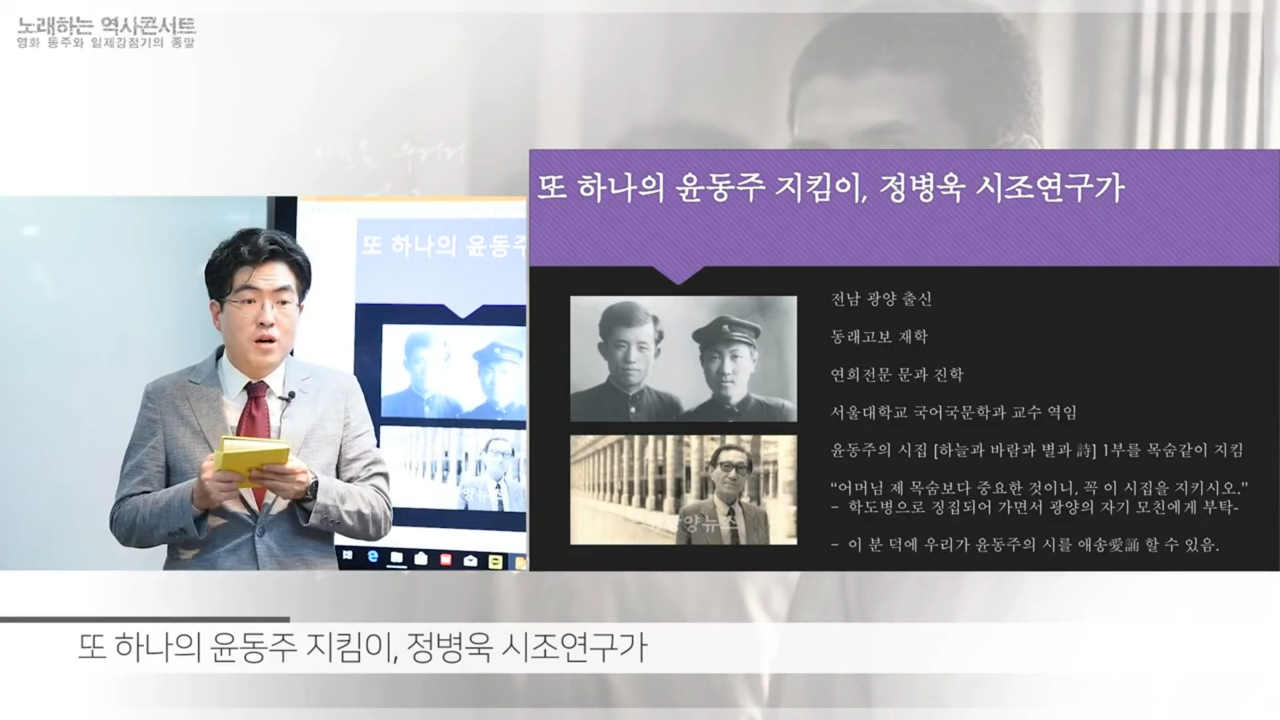 노래하는 역사콘서트
영화 동주와 일제강점기의 종말
또 하나의 윤동주 지킴이, 정병욱 시조연구가
또 하나의 윤동주
전남 광양 출신
동래고보 재학
연희전문 문과 진학
서울대학교 국어국문학과 교수 역임
윤동주의 시집 [하늘과 바람과 별과 詩] 1부를 목숨같이 지킴
“어머님 제 목숨보다 중요한 것이니, 꼭 이 시집을 지키시오.”
- 학도병으로 징집되어 가면서 광양의 자기 모친에게 부탁-
- 이 분 덕에 우리가 윤동주의 시를 애송愛誦 할 수 있음.
광양뉴스
또 하나의 윤동주 지킴이, 정병욱 시조연구가